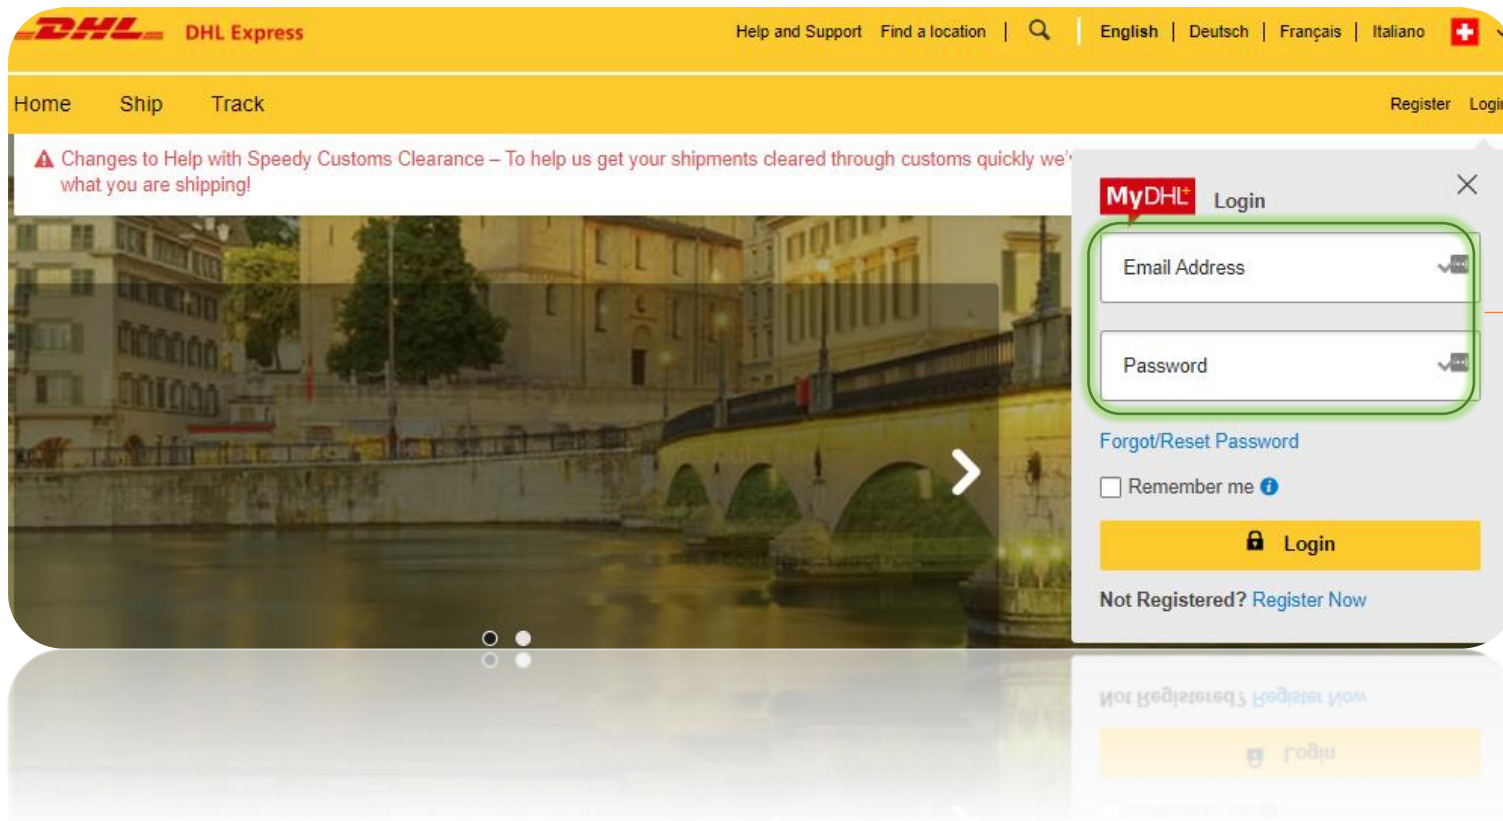 DHL DHL Express
Help and Support Find a location | | English | Deutsch | Français | Italiano
Home Ship Track
Register Login
Changes to Help with Speedy Customs Clearance – To help us get your shipments cleared through customs quickly we'
what you are shipping!
MyDHL+ Login
Email Address
Password
Forgot/Reset Password
Remember me
Login
Not Registered? Register Now